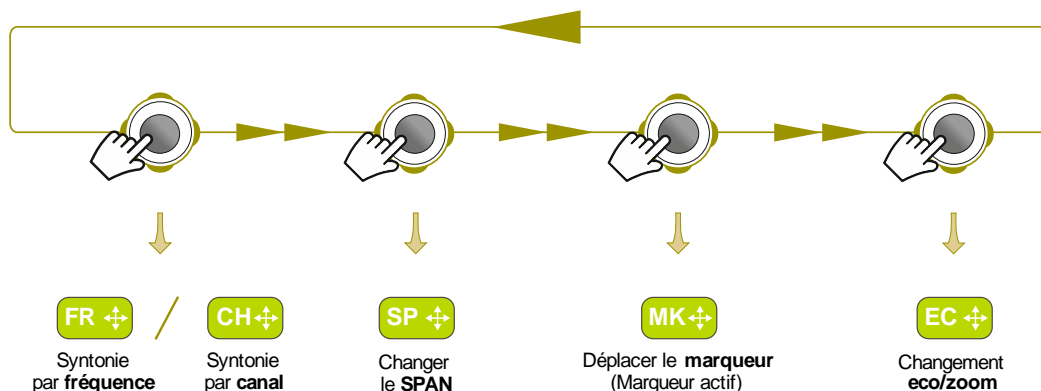 FR
CH
SP
MK
EC
Syntonie
par fréquence
Syntonie
par canal
Changer
le SPAN
Déplacer le marqueur
(Marqueur actif)
Changement
eco/zoom